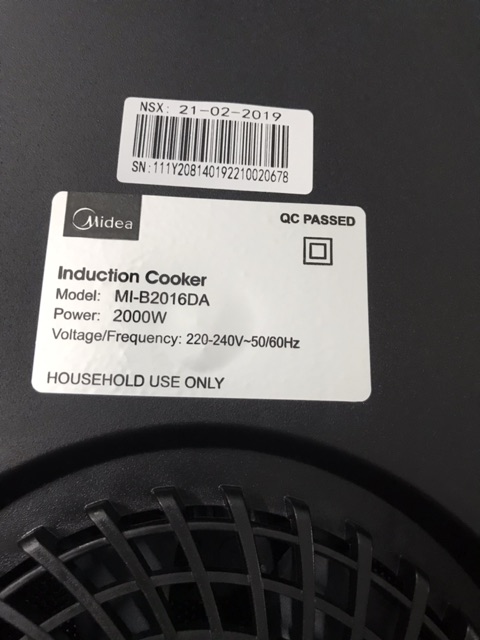 NSX: 21-02-2019
SN:111Y208140192210020678
Midea
QC PASSED
Induction Cooker
Model: MI-B2016DA
Power: 2000W
Voltage/Frequency: 220-240V~50/60Hz
HOUSEHOLD USE ONLY